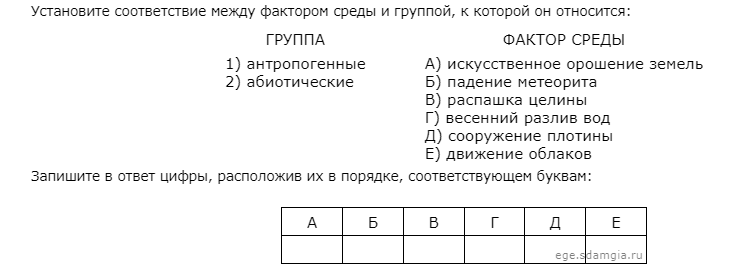 Установите соответствие между фактором среды и группой, к которой он относится:
ГРУППА ФАКТОР СРЕДЫ
1) антропогенные А) искусственное орошение земель
2) абиотические Б) падение метеорита
В) распашка целины
Г) весенний разлив вод
Д) сооружение плотины
Е) движение облаков
Запишите в ответ цифры, расположив их в порядке, соответствующем буквам:
А Б В Г Д Е
ege.sdamgia.ru